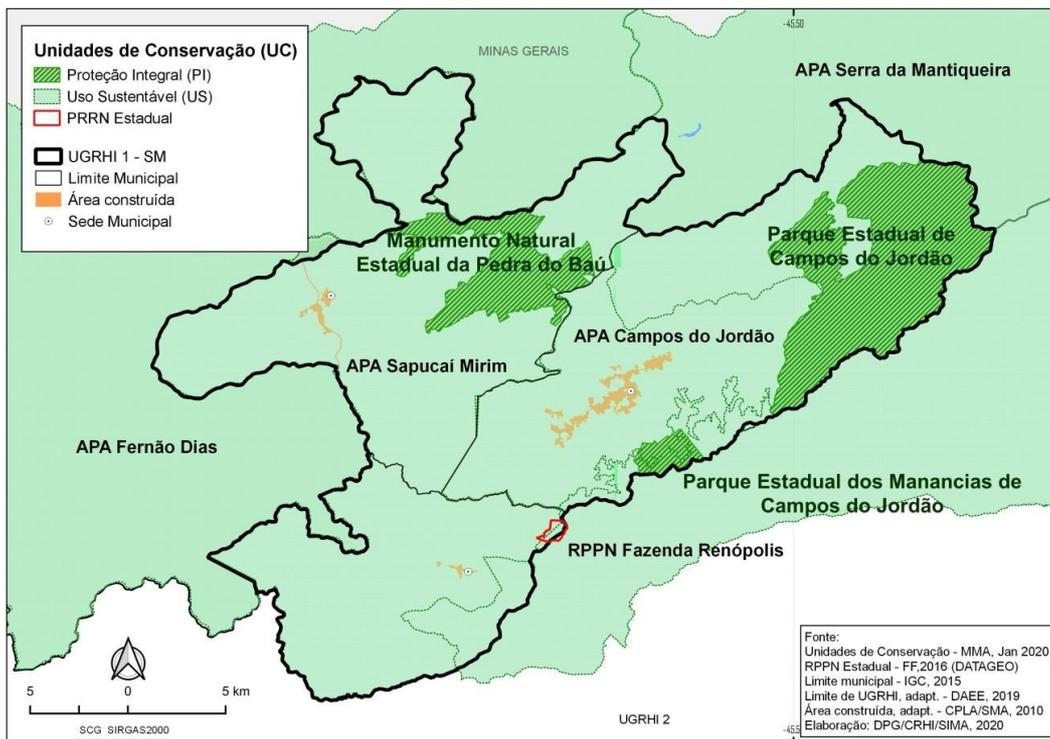 Unidades de Conservação (UC)
Proteção Integral (PI)
Uso Sustentável (US)
PRRN Estadual
UGRHI 1 - SM
Limite Municipal
Área construída
Sede Municipal
MINAS GERAIS
-45.50
APA Serra da Mantiqueira
Manumento Natural
Estadual da Pedra do Baú
Parque Estadual de
Campos do Jordão
APA Campos do Jordão
APA Sapucaí Mirim
APA Fernão Dias
Parque Estadual dos Manancias de
Campos do Jordão
RPPN Fazenda Renópolis
5 0 5 km
SCG SIRGAS2000
UGRHI 2
-45.5
Fonte:
Unidades de Conservação - MMA, Jan 2020
RPPN Estadual - FF,2016 (DATAGEO)
Limite municipal - IGC, 2015
Limite de UGRHI, adapt. - DAEE, 2019
Área construída, adapt. - CPLA/SMA, 2010
Elaboração: DPG/CRHI/SIMA, 2020